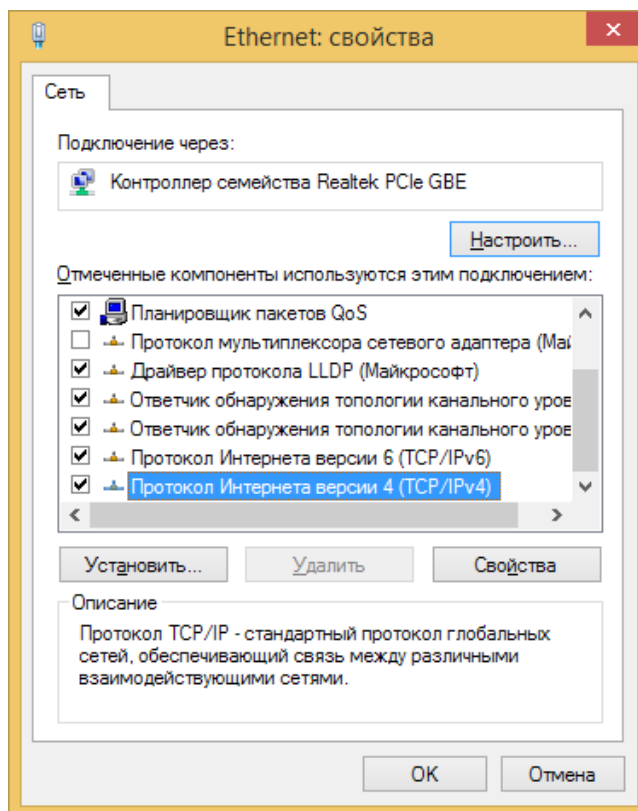 Ethernet: свойства
Сеть
Подключение через:
Контроллер семейства Realtek PCIe GBE
Настроить...
Отмеченные компоненты используются этим подключением:
Планировщик пакетов QoS
Протокол мультиплексора сетевого адаптера (Май
Драйвер протокола LLDP (Майкрософт)
Ответчик обнаружения топологии канального уров
Ответчик обнаружения топологии канального уров
Протокол Интернета версии 6 (TCP/IPv6)
Протокол Интернета версии 4 (TCP/IPv4)
Установить...
Удалить
Свойства
Описание
Протокол TCP/IP - стандартный протокол глобальных
сетей, обеспечивающий связь между различными
взаимодействующими сетями.
OK
Отмена